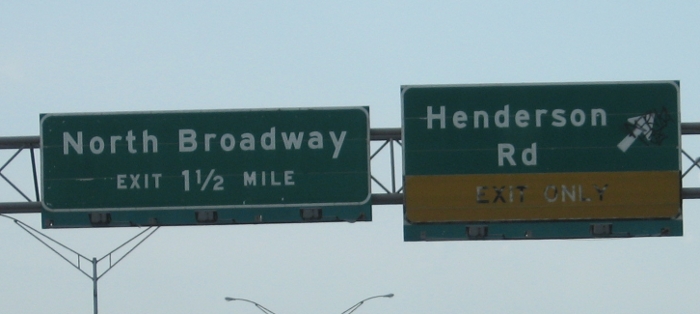 North Broadway
EXIT 1½ MILE
Henderson
Rd
EXIT ONLY